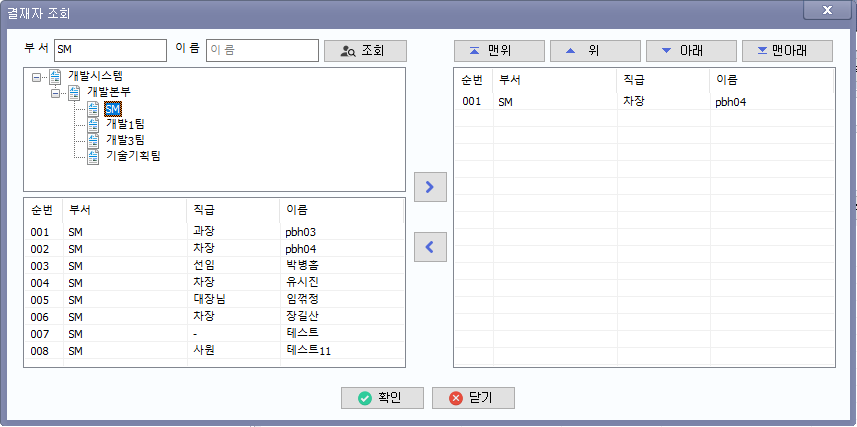 결재자 조회
부 서 SM 이 름 이 름 조회
개발시스템
개발본부
SM
개발1팀
개발3팀
기술기획팀
순번 부서 직급 이름
001 SM 과장 pbh03
002 SM 차장 pbh04
003 SM 선임 박병흠
004 SM 차장 유시진
005 SM 대장님 임꺾정
006 SM 차장 장길산
007 SM - 테스트
008 SM 사원 테스트11
맨위 위 아래 맨아래
순번 부서 직급 이름
001 SM 차장 pbh04
확인 닫기